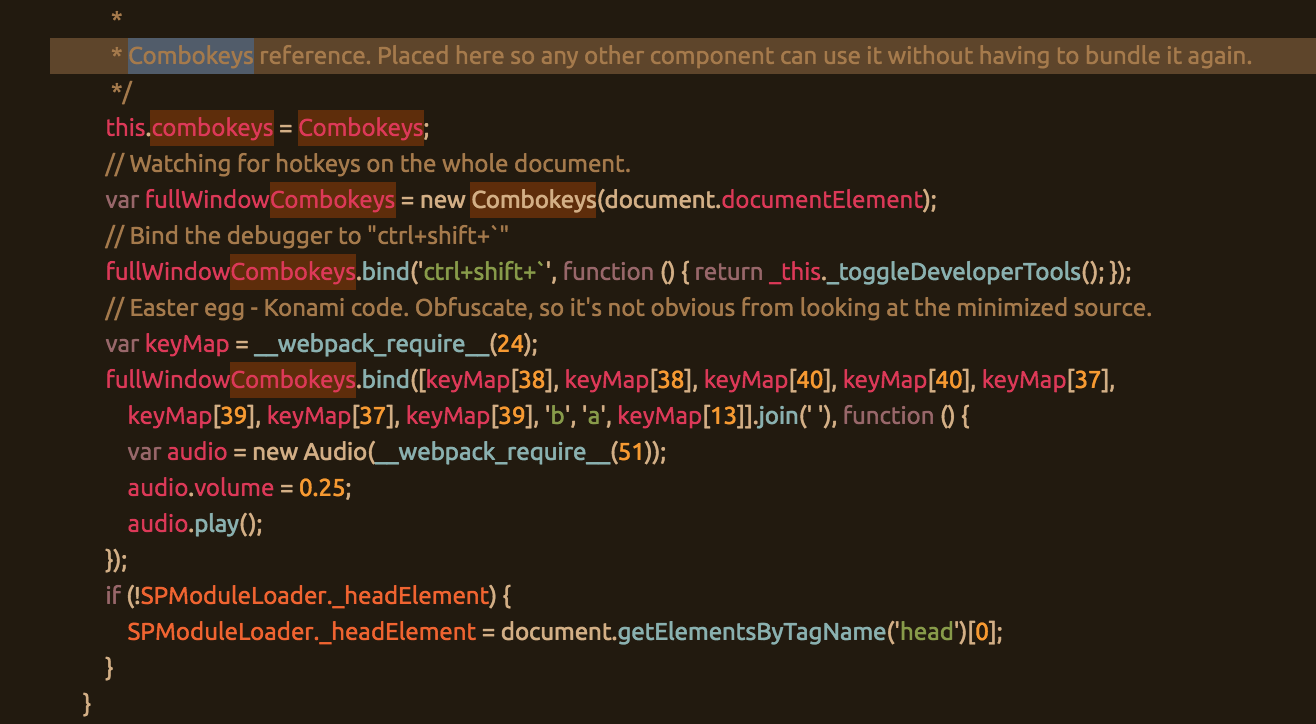 *
* Combokeys reference. Placed here so any other component can use it without having to bundle it again.
*/
this.combokeys = Combokeys;
// Watching for hotkeys on the whole document.
var fullWindowCombokeys = new Combokeys(document.documentElement);
// Bind the debugger to "ctrl+shift+`"
fullWindowCombokeys.bind('ctrl+shift+`', function () { return _this._toggleDeveloperTools(); });
// Easter egg - Konami code. Obfuscate, so it's not obvious from looking at the minimized source.
var keyMap = __webpack_require__(24);
fullWindowCombokeys.bind([keyMap[38], keyMap[38], keyMap[40], keyMap[40], keyMap[37],
keyMap[39], keyMap[37], keyMap[39], 'b', 'a', keyMap[13]].join(' '), function () {
var audio = new Audio(__webpack_require__(51));
audio.volume = 0.25;
audio.play();
});
if (!SPModuleLoader._headElement) {
SPModuleLoader._headElement = document.getElementsByTagName('head')[0];
}
}